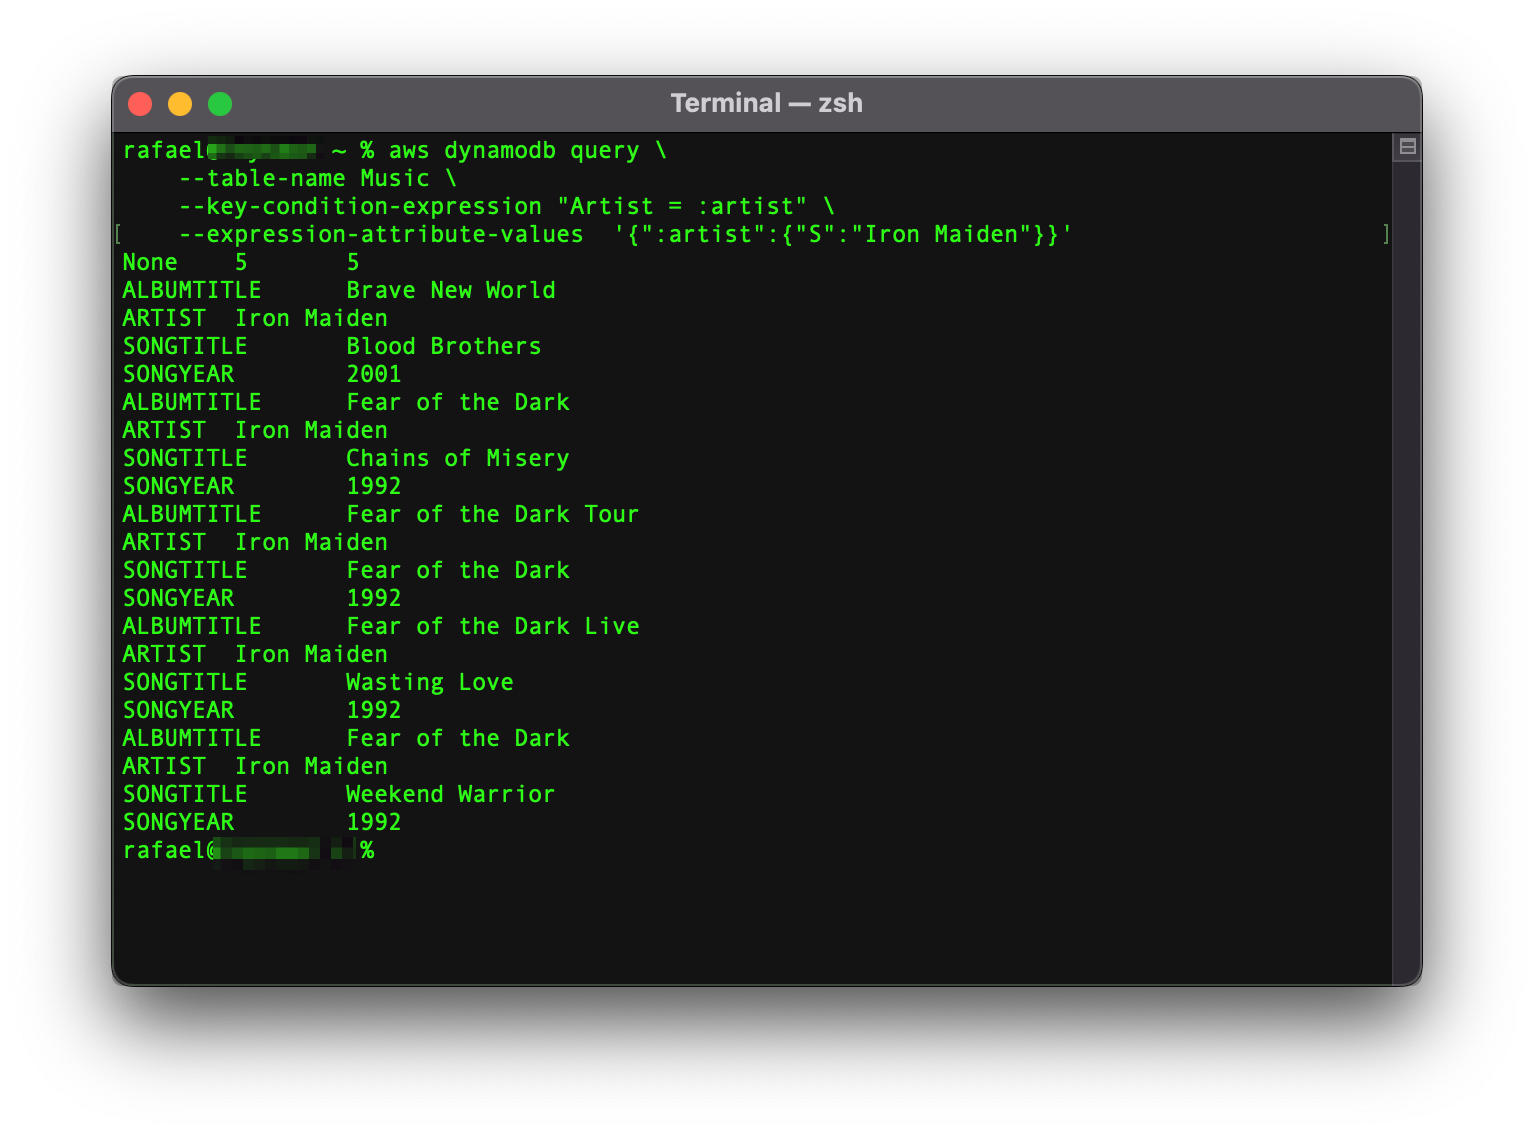 Terminal — zsh
rafael ~ % aws dynamodb query \
    --table-name Music \
    --key-condition-expression "Artist = :artist" \
[    --expression-attribute-values  '{":artist":{"S":"Iron Maiden"}}' ]
None    5       5
ALBUMTITLE      Brave New World
ARTIST  Iron Maiden
SONGTITLE       Blood Brothers
SONGYEAR        2001
ALBUMTITLE      Fear of the Dark
ARTIST  Iron Maiden
SONGTITLE       Chains of Misery
SONGYEAR        1992
ALBUMTITLE      Fear of the Dark Tour
ARTIST  Iron Maiden
SONGTITLE       Fear of the Dark
SONGYEAR        1992
ALBUMTITLE      Fear of the Dark Live
ARTIST  Iron Maiden
SONGTITLE       Wasting Love
SONGYEAR        1992
ALBUMTITLE      Fear of the Dark
ARTIST  Iron Maiden
SONGTITLE       Weekend Warrior
SONGYEAR        1992
rafael@ %